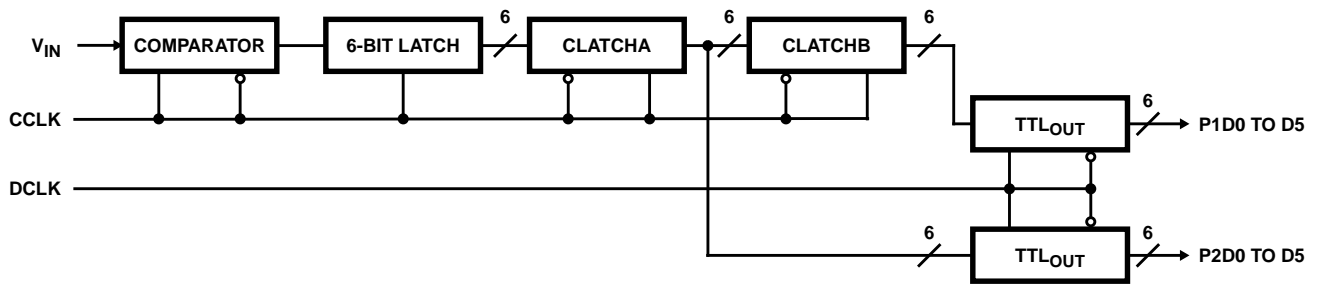 6 6 6
V_IN COMPARATOR 6-BIT LATCH CLATCHA CLATCHB
6
CCLK TTL_OUT P1D0 TO D5
DCLK
6 6
TTL_OUT P2D0 TO D5